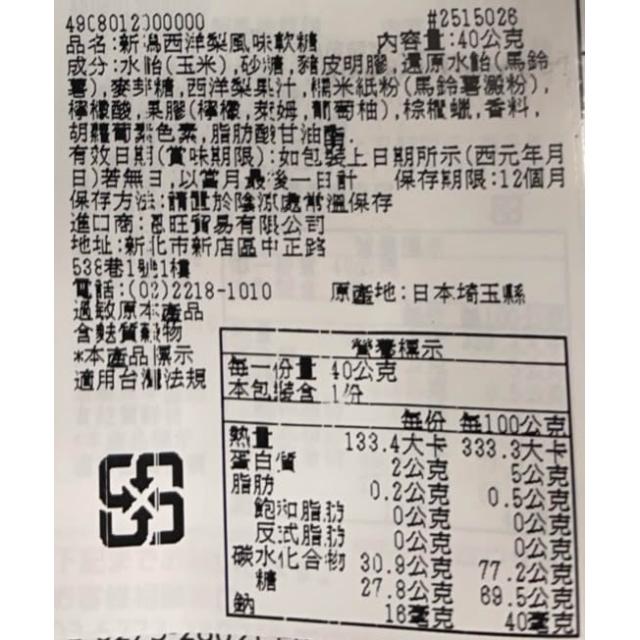 4908012000000 #2515026
品名:新潟西洋梨風味軟糖 內容量:40公克
成分:水飴(玉米),砂糖,豬皮明膠,還原水飴(馬鈴
薯),麥芽糖,西洋梨果汁,糯米紙粉(馬鈴薯澱粉),
檸檬酸,果膠(檸檬,萊姆,葡萄柚),棕櫚蠟,香料,
胡蘿蔔素色素,脂肪酸甘油酯.
有效日期(賞味期限):如包裝上日期所示(西元年月
日)若無日,以當月最後一日計 保存期限:12個月
保存方法:請置於陰涼處常溫保存
進口商:恩旺貿易有限公司
地址:新北市新店區中正路
538巷1號1樓
電話:(02)2218-1010 原產地:日本埼玉縣
過敏原本產品
含麩質穀物
*本產品標示
適用台灣法規
營養標示
每一份量 40公克
本包裝含 1份
每份 每100公克
熱量 133.4大卡 333.3大卡
蛋白質 2公克 5公克
脂肪 0.2公克 0.5公克
飽和脂肪 0公克 0公克
反式脂肪 0公克 0公克
碳水化合物 30.9公克 77.2公克
糖 27.8公克 69.5公克
鈉 16毫克 40毫克